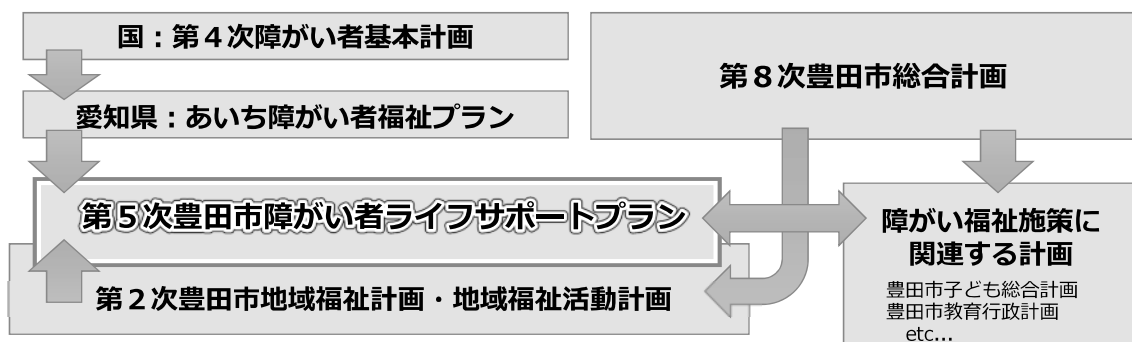 国：第４次障がい者基本計画
愛知県：あいち障がい者福祉プラン
第８次豊田市総合計画
第５次豊田市障がい者ライフサポートプラン
第２次豊田市地域福祉計画・地域福祉活動計画
障がい福祉施策に
関連する計画
豊田市子ども総合計画
豊田市教育行政計画
etc...